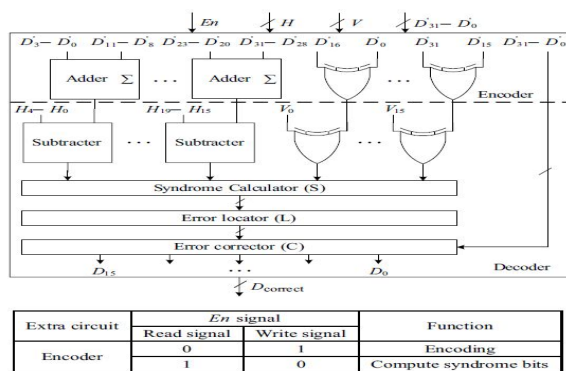 En H V D'31− D'0
D'3− D'0 D'11− D'8 D'23− D'20 D'31− D'28 D'16 D'0 D'31 D'15 D'31− D'0
Adder Σ ... Adder Σ ...
Encoder
H4− H0 H19− H15 V0 V15
Subtracter ... Subtracter ...
Syndrome Calculator (S)
Error locator (L)
Error corrector (C)
D15 ... D0
Decoder
Dcorrect
Extra circuit En signal Function
Read signal Write signal
Encoder 0 1 Encoding
1 0 Compute syndrome bits